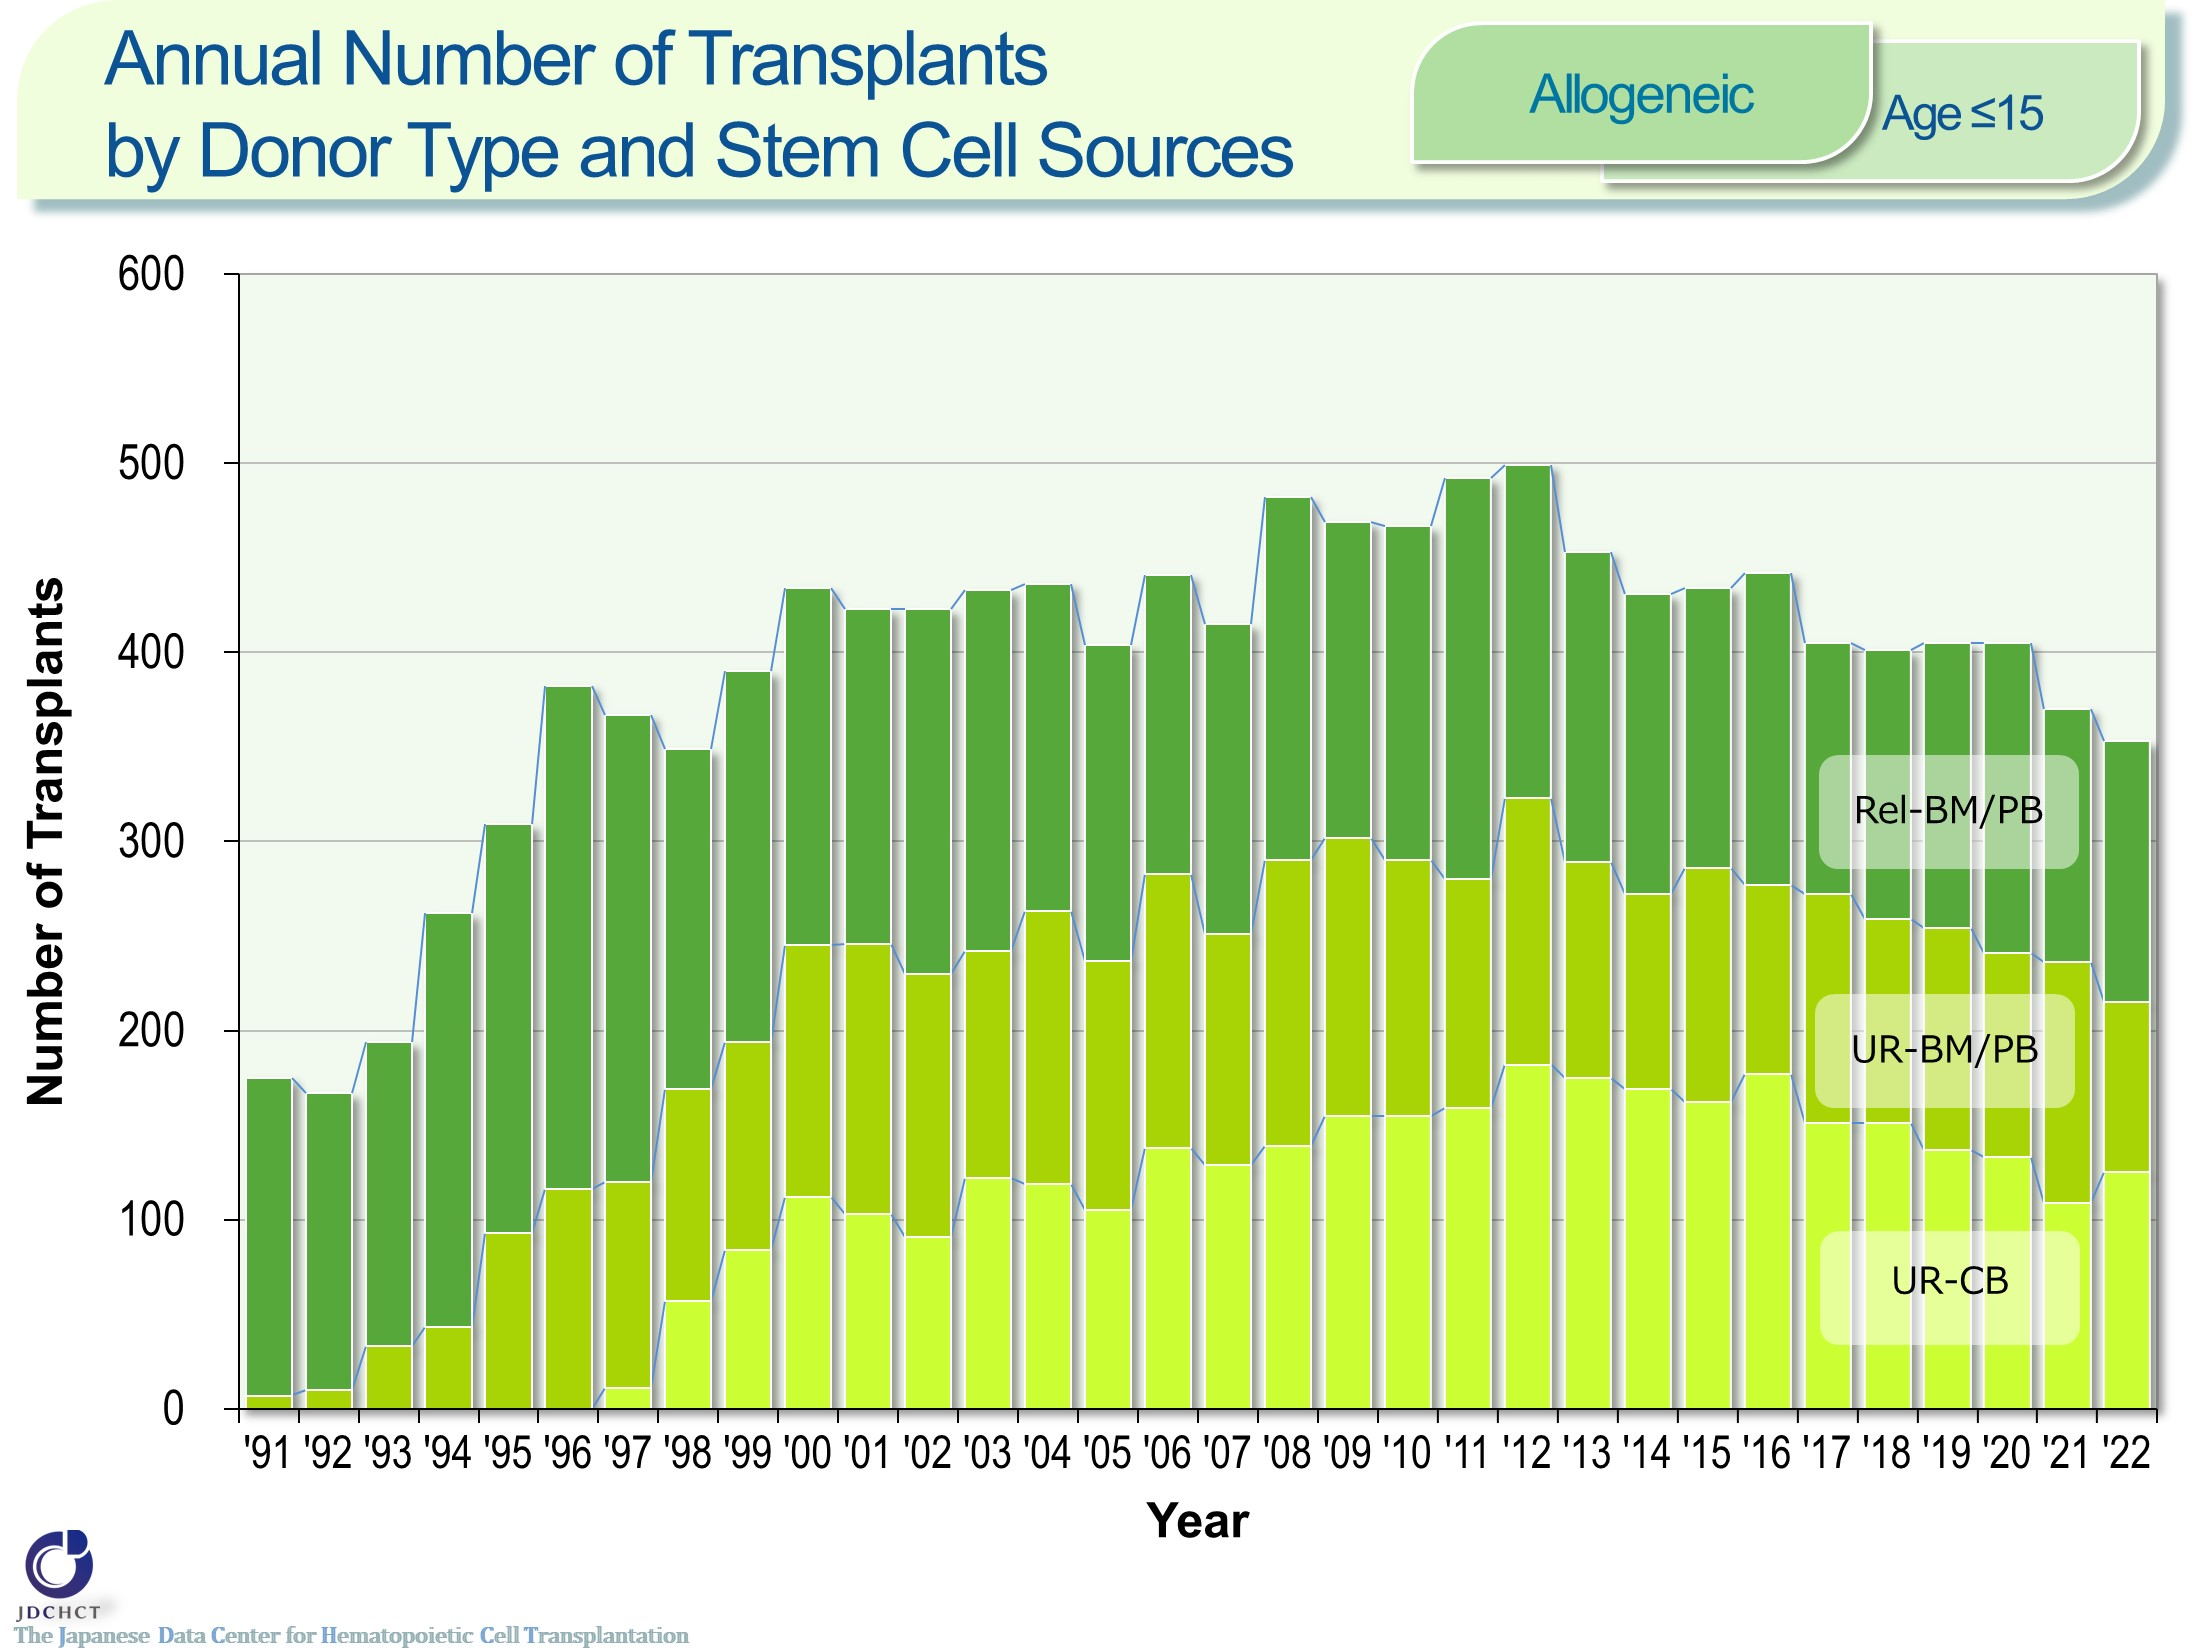 Annual Number of Transplants
by Donor Type and Stem Cell Sources
Allogeneic
Age ≤15
600
500
400
300
200
100
0
Number of Transplants
Rel-BM/PB
UR-BM/PB
UR-CB
'91 '92 '93 '94 '95 '96 '97 '98 '99 '00 '01 '02 '03 '04 '05 '06 '07 '08 '09 '10 '11 '12 '13 '14 '15 '16 '17 '18 '19 '20 '21 '22
Year
JDCHCT
The Japanese Data Center for Hematopoietic Cell Transplantation